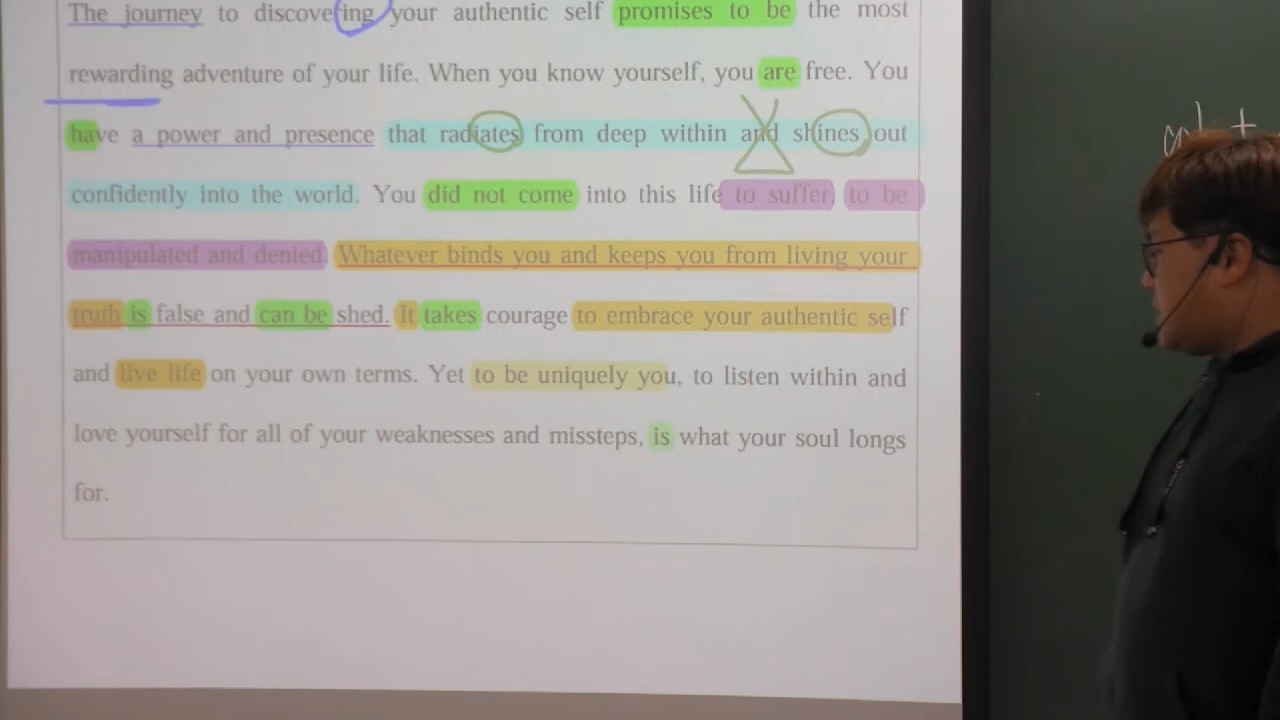 The journey to discovering your authentic self promises to be the most
rewarding adventure of your life. When you know yourself, you are free. You
have a power and presence that radiates from deep within and shines out
confidently into the world. You did not come into this life to suffer, to be
manipulated and denied. Whatever binds you and keeps you from living your
truth is false and can be shed. It takes courage to embrace your authentic self
and live life on your own terms. Yet to be uniquely you, to listen within and
love yourself for all of your weaknesses and missteps, is what your soul longs
for.